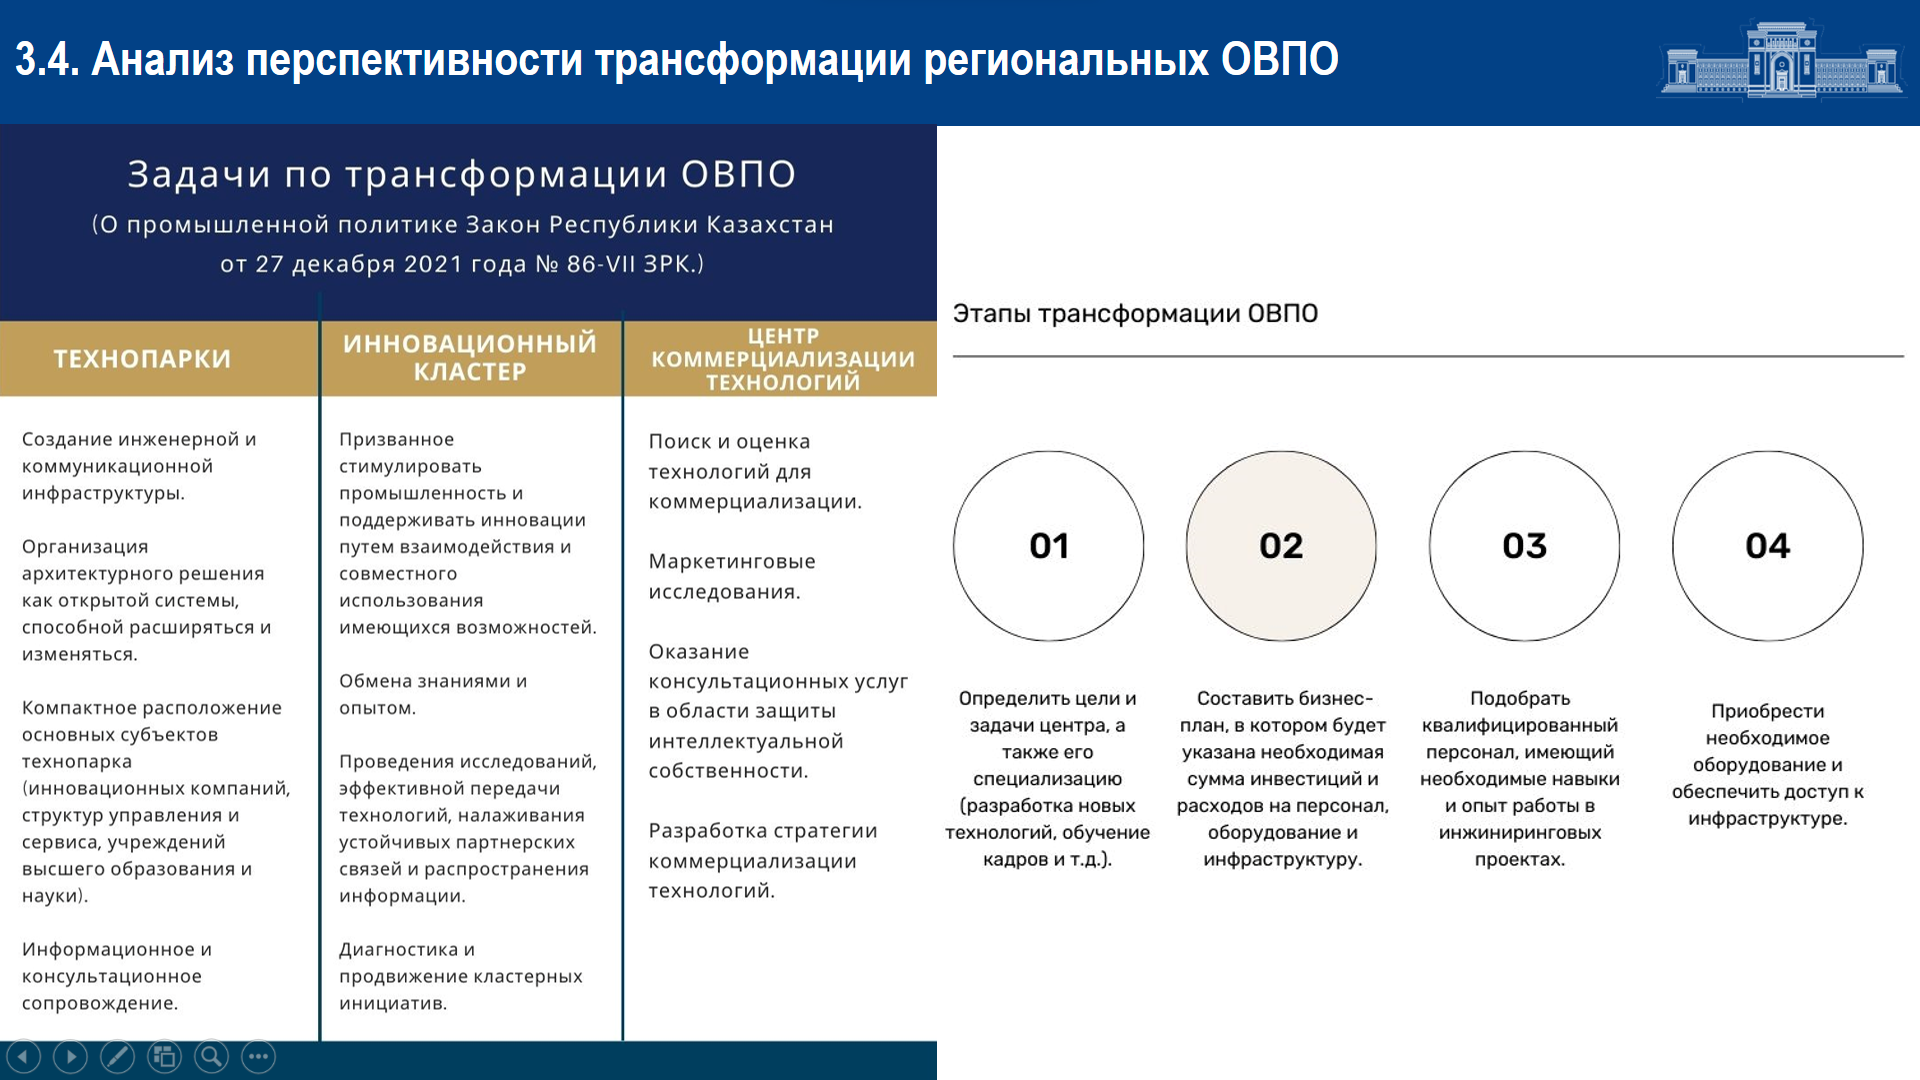 3.4. Анализ перспективности трансформации региональных ОВПО
Задачи по трансформации ОВПО
(О промышленной политике Закон Республики Казахстан
от 27 декабря 2021 года № 86-VII ЗРК.)
ТЕХНОПАРКИ
Создание инженерной и
коммуникационной
инфраструктуры.
Организация
архитектурного решения
как открытой системы,
способной расширяться и
изменяться.
Компактное расположение
основных субъектов
технопарка
(инновационных компаний,
структур управления и
сервиса, учреждений
высшего образования и
науки).
Информационное и
консультационное
сопровождение.
ИННОВАЦИОННЫЙ
КЛАСТЕР
Призванное
стимулировать
промышленность и
поддерживать инновации
путем взаимодействия и
совместного
использования
имеющихся возможностей.
Обмена знаниями и
опытом.
Проведения исследований,
эффективной передачи
технологий, налаживания
устойчивых партнерских
связей и распространения
информации.
Диагностика и
продвижение кластерных
инициатив.
ЦЕНТР
КОММЕРЦИАЛИЗАЦИИ
ТЕХНОЛОГИЙ
Поиск и оценка
технологий для
коммерциализации.
Маркетинговые
исследования.
Оказание
консультационных услуг
в области защиты
интеллектуальной
собственности.
Разработка стратегии
коммерциализации
технологий.
Этапы трансформации ОВПО
01
Определить цели и
задачи центра, а
также его
специализацию
(разработка новых
технологий, обучение
кадров и т.д.).
02
Составить бизнес-
план, в котором будет
указана необходимая
сумма инвестиций и
расходов на персонал,
оборудование и
инфраструктуру.
03
Подобрать
квалифицированный
персонал, имеющий
необходимые навыки
и опыт работы в
инжиниринговых
проектах.
04
Приобрести
необходимое
оборудование и
обеспечить доступ к
инфраструктуре.